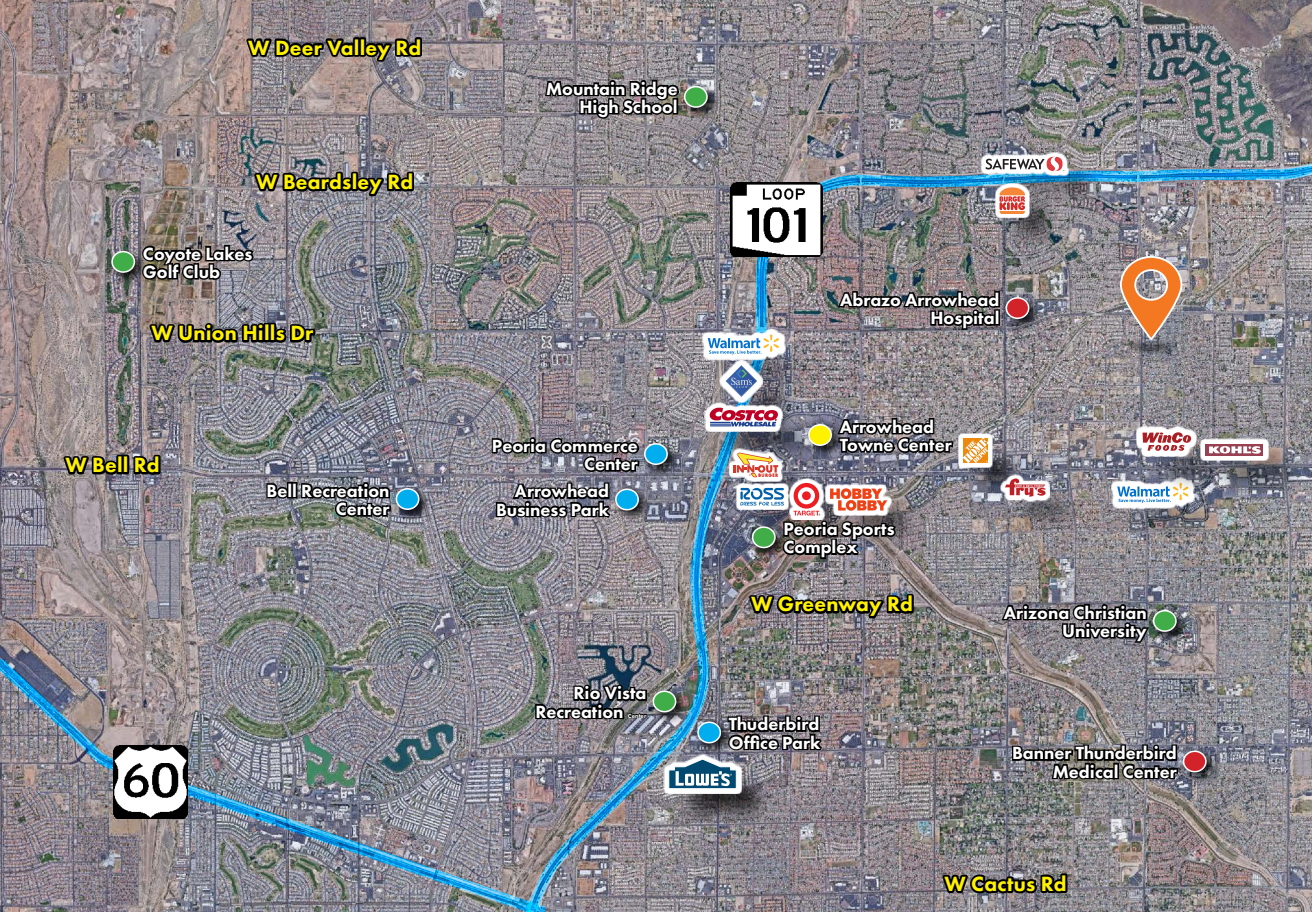 W Deer Valley Rd
Mountain Ridge
High School
SAFEWAY
W Beardsley Rd
LOOP
101
BURGER
KING
Coyote Lakes
Golf Club
Abrazo Arrowhead
Hospital
W Union Hills Dr
Walmart
Save money. Live better.
Sam's
COSTCO
WHOLESALE
Arrowhead
Towne Center
Peoria Commerce
Center
THE
HOME
DEPOT
WinCo
FOODS
KOHL'S
W Bell Rd
IN-N-OUT
BURGER
Bell Recreation
Center
Arrowhead
Business Park
ROSS
DRESS FOR LESS
TARGET
HOBBY
LOBBY
fry's
Walmart
Save money. Live better.
Peoria Sports
Complex
W Greenway Rd
Arizona Christian
University
Rio Vista
Recreation Center
Thuderbird
Office Park
LOWE'S
Banner Thunderbird
Medical Center
60
W Cactus Rd